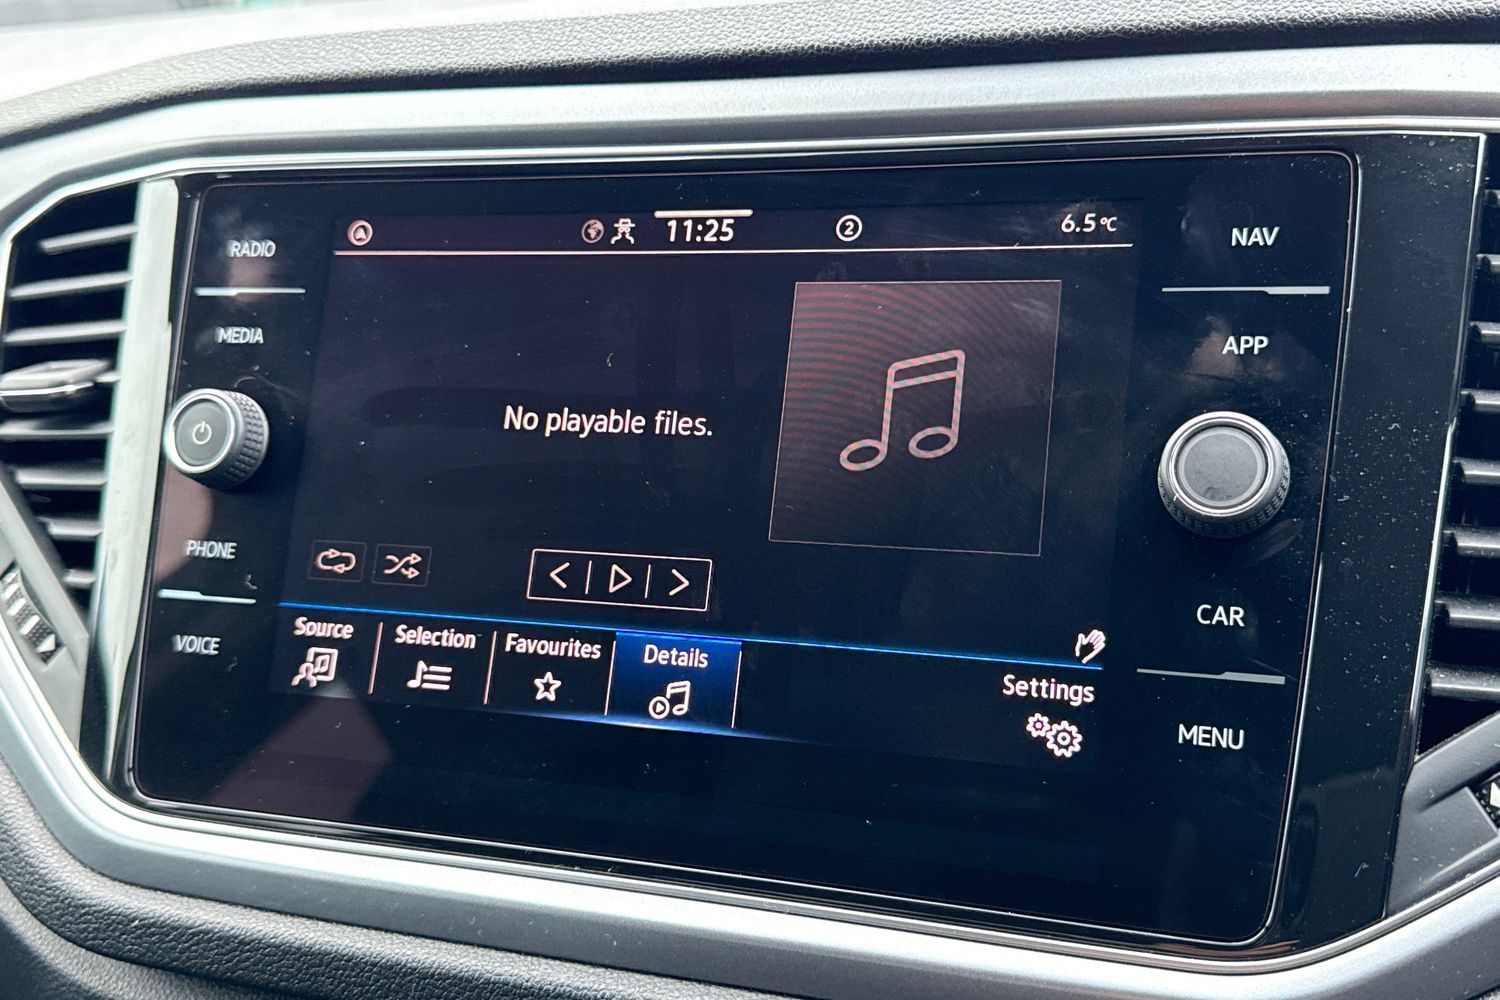 RADIO
MEDIA
PHONE
VOICE
11:25
2
6.5°C
No playable files.
Source
Selection
Favourites
Details
Settings
NAV
APP
CAR
MENU